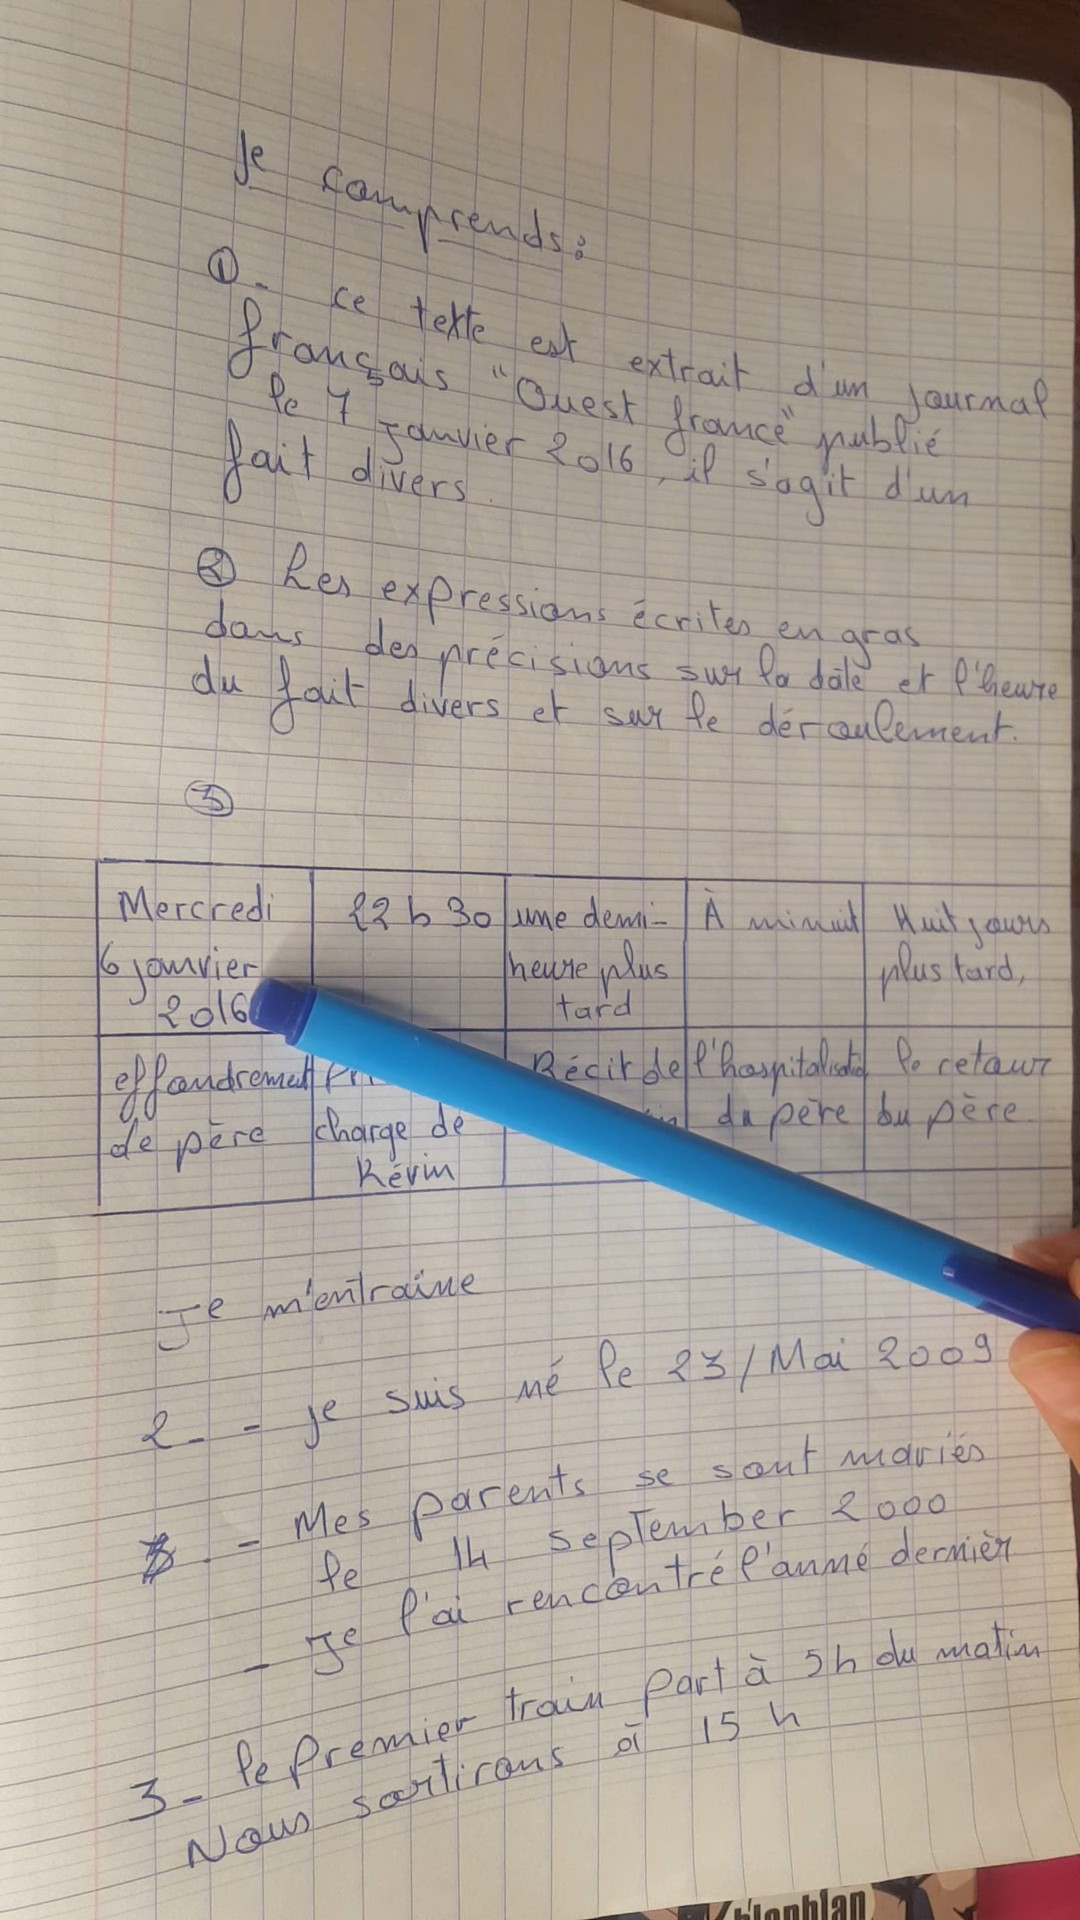 Je comprends:
①- ce texte est extrait d'un journal
français "Ouest france" publié
le 7 janvier 2016, il s'agit d'un
fait divers.
② Les expressions écrites en gras
dans des précisions sur la date et l'heure
du fait divers et sur le déroulement.
③
Mercredi
6 janvier
2016
22 h 30
une demi-
heure plus
tard
À minuit
Huit jours
plus tard,
effondrement
de père
charge de
Kévin
Récit de
l'hospitalisation
du père
le retour
du père
Je m'entraîne
2 - - je suis né le 23/Mai 2009
- Mes parents se sont mariés
le 14 september 2000
- Je l'ai rencontré l'anné dernièr
3 - le Premier train part à 5h du matin
Nous sortirons à 15 h
blanblan